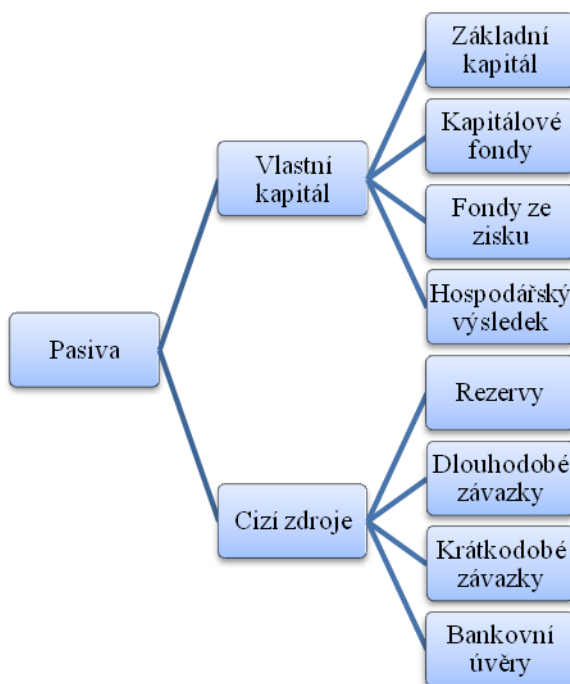 Základní
kapitál
Kapitálové
fondy
Vlastní
kapitál
Fondy ze
zisku
Hospodářský
výsledek
Pasiva
Rezervy
Dlouhodobé
závazky
Cizí zdroje
Krátkodobé
závazky
Bankovní
úvěry